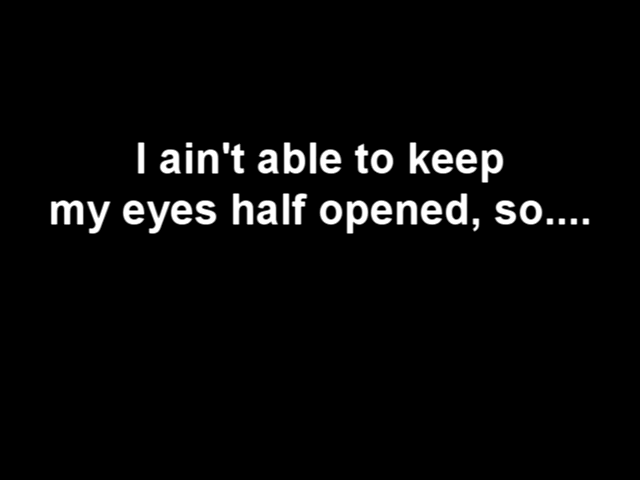 I ain't able to keep
my eyes half opened, so....